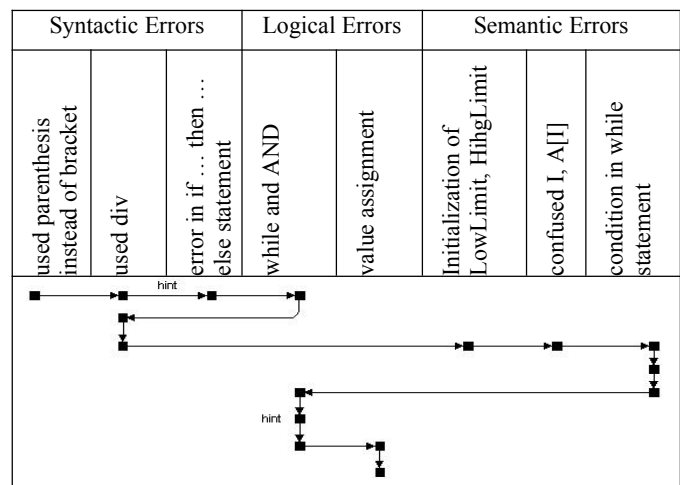 Syntactic Errors
Logical Errors
Semantic Errors
used parenthesis
instead of bracket
used div
error in if … then …
else statement
while and AND
value assignment
Initialization of
LowLimit, HihgLimit
confused I, A[I]
condition in while
statement
hint
hint